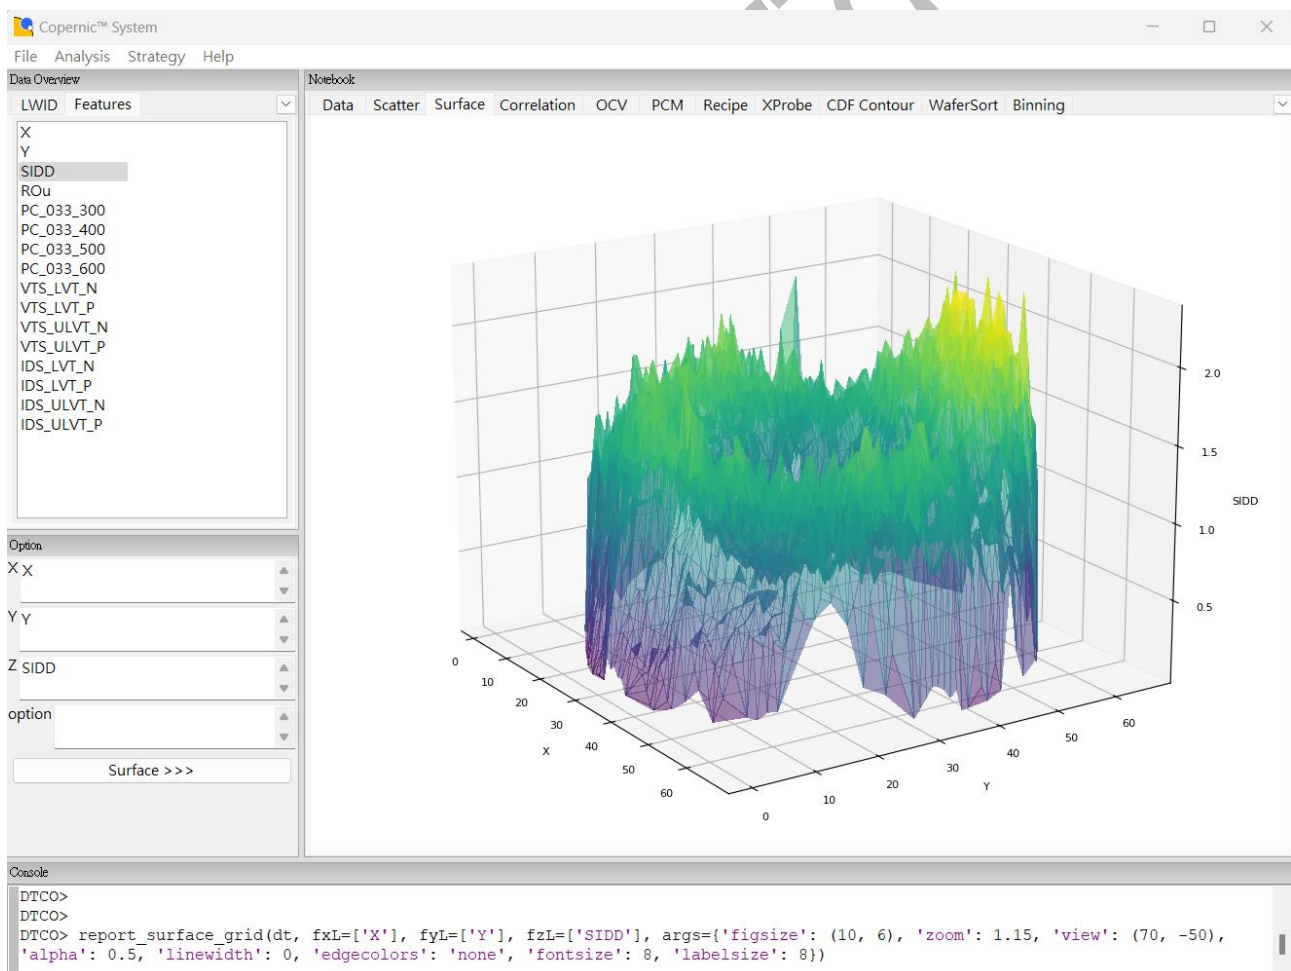 Copernic™ System
File Analysis Strategy Help
Data Overview
LWID Features
X
Y
SIDD
ROu
PC_033_300
PC_033_400
PC_033_500
PC_033_600
VTS_LVT_N
VTS_LVT_P
VTS_ULVT_N
VTS_ULVT_P
IDS_LVT_N
IDS_LVT_P
IDS_ULVT_N
IDS_ULVT_P
Option
X X
Y Y
Z SIDD
option
Surface >>>
Notebook
Data Scatter Surface Correlation OCV PCM Recipe XProbe CDF Contour WaferSort Binning
2.0
1.5
SIDD
1.0
0.5
0
10
20
30
40
50
60
X
0
10
20
30
40
50
60
Y
Console
DTCO>
DTCO>
DTCO> report_surface_grid(dt, fxL=['X'], fyL=['Y'], fzL=['SIDD'], args={'figsize': (10, 6), 'zoom': 1.15, 'view': (70, -50),
'alpha': 0.5, 'linewidth': 0, 'edgecolors': 'none', 'fontsize': 8, 'labelsize': 8})